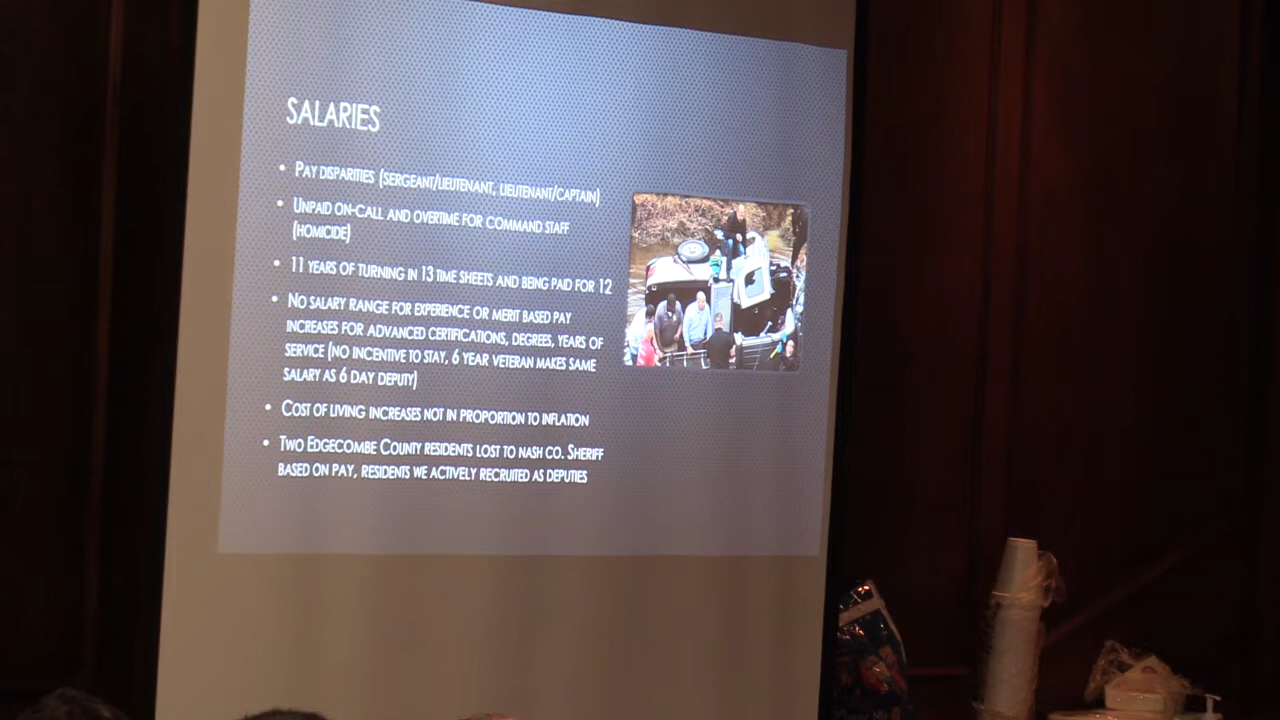 SALARIES
• PAY DISPARITIES (SERGEANT/LIEUTENANT, LIEUTENANT/CAPTAIN)
• UNPAID ON-CALL AND OVERTIME FOR COMMAND STAFF
(HOMICIDE)
• 11 YEARS OF TURNING IN 13 TIME SHEETS AND BEING PAID FOR 12
• NO SALARY RANGE FOR EXPERIENCE OR MERIT BASED PAY
INCREASES FOR ADVANCED CERTIFICATIONS, DEGREES, YEARS OF
SERVICE (NO INCENTIVE TO STAY, 6 YEAR VETERAN MAKES SAME
SALARY AS 6 DAY DEPUTY)
• COST OF LIVING INCREASES NOT IN PROPORTION TO INFLATION
• TWO EDGECOMBE COUNTY RESIDENTS LOST TO NASH CO. SHERIFF
BASED ON PAY, RESIDENTS WE ACTIVELY RECRUITED AS DEPUTIES